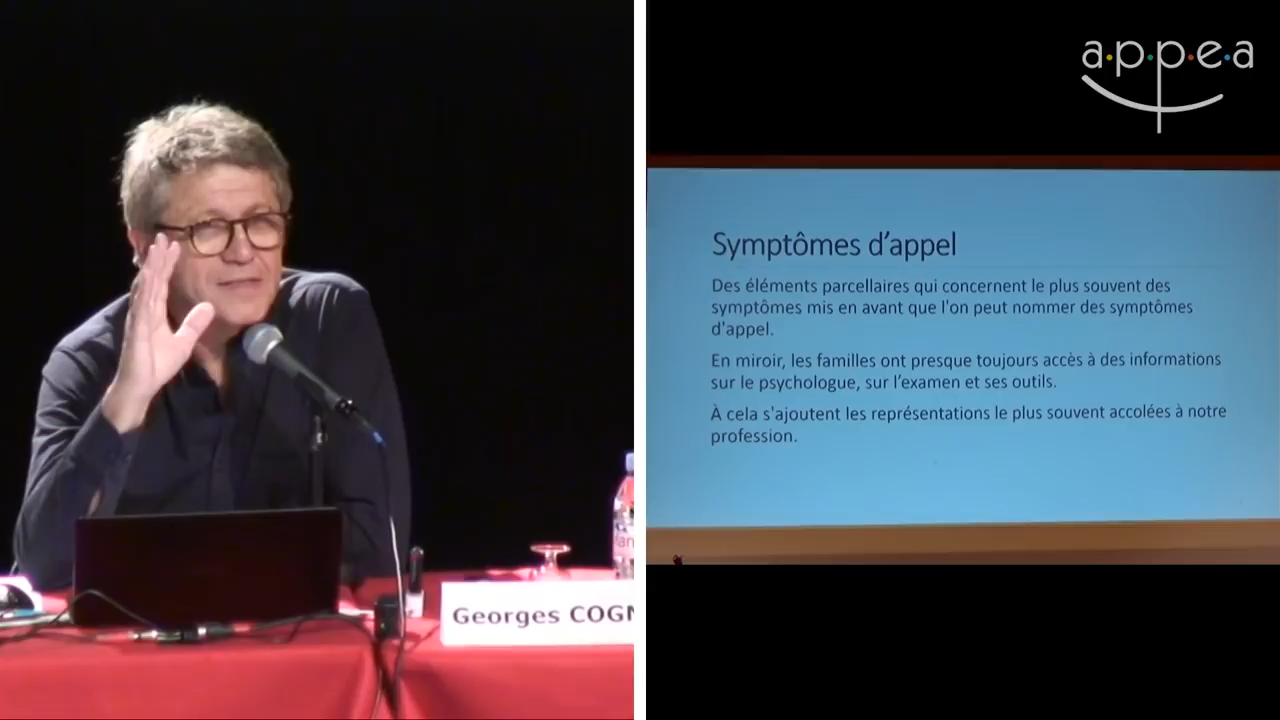 a·p·p·e·a
Symptômes d'appel
Des éléments parcellaires qui concernent le plus souvent des
symptômes mis en avant que l'on peut nommer des symptômes
d'appel.
En miroir, les familles ont presque toujours accès à des informations
sur le psychologue, sur l'examen et ses outils.
À cela s'ajoutent les représentations le plus souvent accolées à notre
profession.
Georges COGN